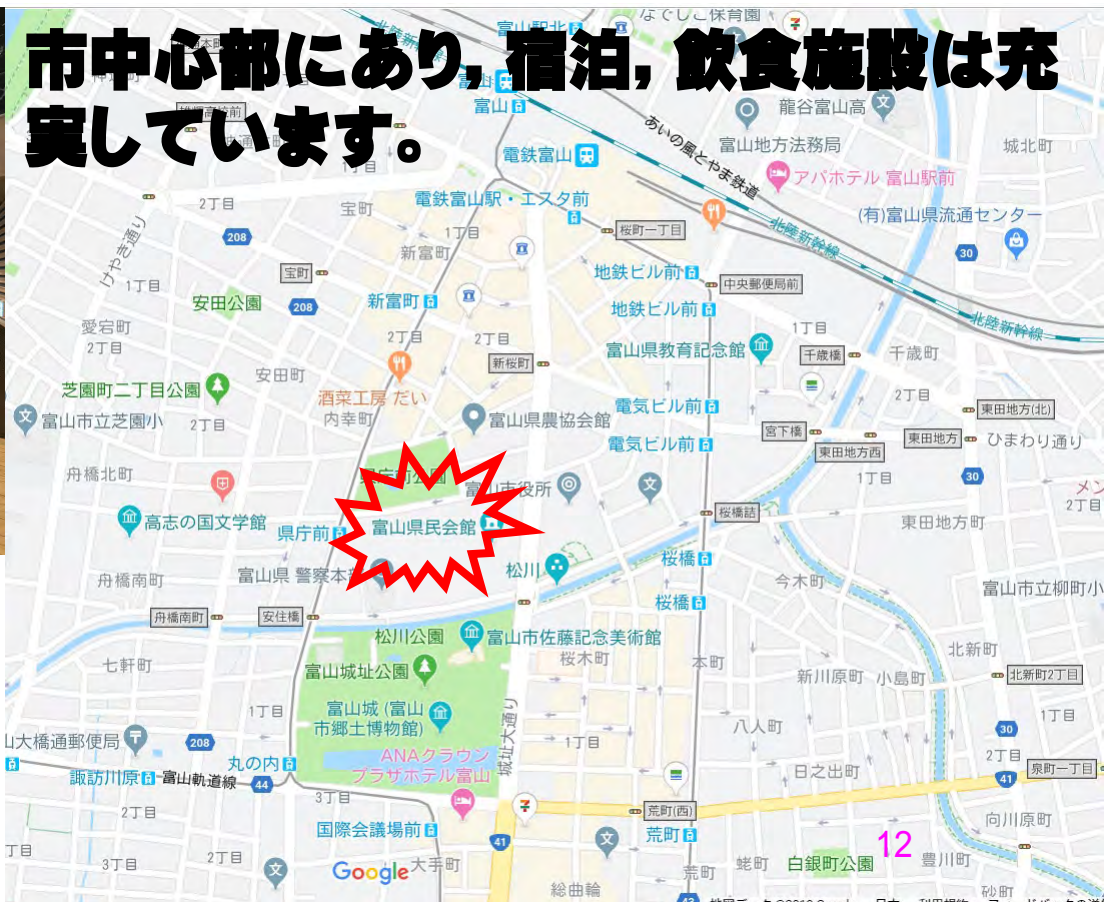 市中心部にあり,宿泊,飲食施設は充
実しています。
富山駅北
なでしこ保育園
富山
富山
龍谷富山高
富山地方法務局
城北町
あいの風とやま鉄道
電鉄富山
アパホテル 富山駅前
電鉄富山駅・エスタ前
(有)富山県流通センター
2丁目
宝町
1丁目
桜町一丁目
北陸新幹線
208
けやき通り
新富町
30
宝町
地鉄ビル前
中央郵便局前
1丁目
安田公園
208
新富町
地鉄ビル前
北陸新幹線
愛宕町
2丁目
2丁目
2丁目
新桜町
富山県教育記念館
1丁目
千歳橋
千歳町
安田町
芝園町二丁目公園
酒菜工房 だい
2丁目
富山市立芝園小
2丁目
内幸町
富山県農協会館
電気ビル前
東田地方(北)
電気ビル前
宮下橋
東田地方
ひまわり通り
東田地方西
舟橋北町
県庁前公園
富山市役所
1丁目
30
2丁目
高志の国文学館
県庁前
富山県民会館
桜橋詰
東田地方町
舟橋南町
富山県 警察本部
松川
桜橋
今木町
富山市立柳町小
舟橋南町
安住橋
桜橋
松川公園
富山市佐藤記念美術館
七軒町
富山城址公園
桜木町
本町
新川原町
小島町
北新町
北新町2丁目
1丁目
富山城 (富山
市郷土博物館)
城址大通り
八人町
30
1丁目
山大橋通郵便局
208
丸の内
ANAクラウン
プラザホテル富山
1丁目
2丁目
諏訪川原
富山軌道線
44
日之出町
41
泉町一丁目
2丁目
3丁目
荒町(西)
国際会議場前
41
荒町
向川原町
丁目
3丁目
2丁目
Google
大手町
荒町
蛯町
白銀町公園
12
豊川町
総曲輪
砂町